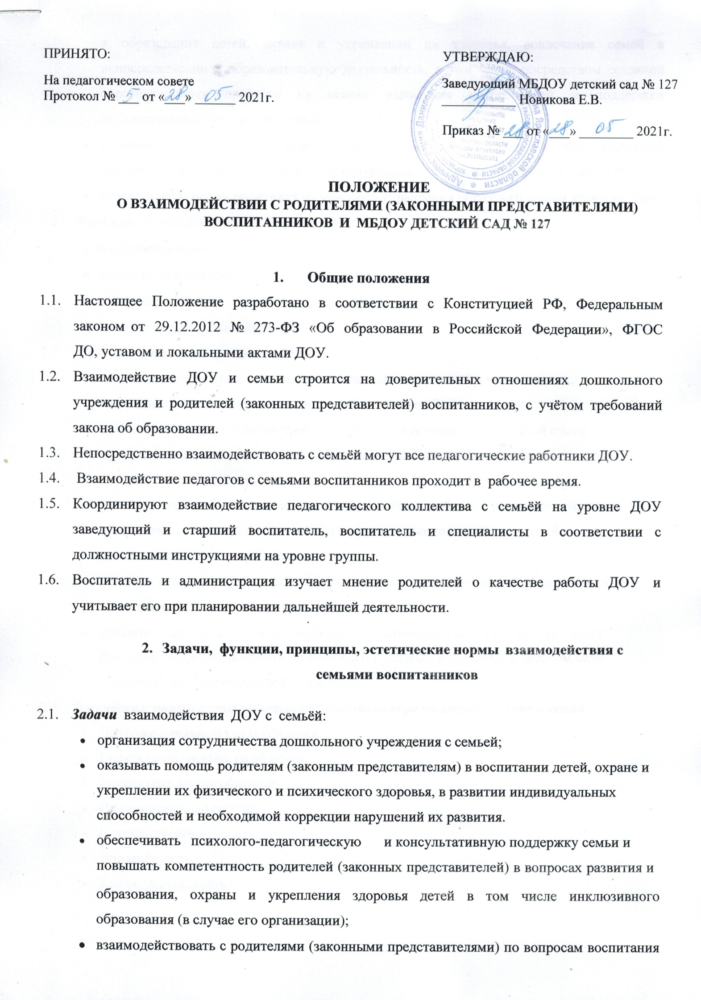 ПРИНЯТО:
УТВЕРЖДАЮ:
На педагогическом совете
Заведующий МБДОУ детский сад № 127
Протокол № 5 от «28» 05 2021г.
Новикова Е.В.
Приказ № 28 от «28» 05 2021г.
ПОЛОЖЕНИЕ
О ВЗАИМОДЕЙСТВИИ С РОДИТЕЛЯМИ (ЗАКОННЫМИ ПРЕДСТАВИТЕЛЯМИ)
ВОСПИТАННИКОВ И МБДОУ ДЕТСКИЙ САД № 127
1. Общие положения
1.1. Настоящее Положение разработано в соответствии с Конституцией РФ, Федеральным
законом от 29.12.2012 № 273-ФЗ «Об образовании в Российской Федерации», ФГОС
ДО, уставом и локальными актами ДОУ.
1.2. Взаимодействие ДОУ и семьи строится на доверительных отношениях дошкольного
учреждения и родителей (законных представителей) воспитанников, с учётом требований
закона об образовании.
1.3. Непосредственно взаимодействовать с семьёй могут все педагогические работники ДОУ.
1.4. Взаимодействие педагогов с семьями воспитанников проходит в рабочее время.
1.5. Координируют взаимодействие педагогического коллектива с семьёй на уровне ДОУ
заведующий и старший воспитатель, воспитатель и специалисты в соответствии с
должностными инструкциями на уровне группы.
1.6. Воспитатель и администрация изучает мнение родителей о качестве работы ДОУ и
учитывает его при планировании дальнейшей деятельности.
2. Задачи, функции, принципы, эстетические нормы взаимодействия с
семьями воспитанников
2.1. Задачи взаимодействия ДОУ с семьёй:
• организация сотрудничества дошкольного учреждения с семьей;
• оказывать помощь родителям (законным представителям) в воспитании детей, охране и
укреплении их физического и психического здоровья, в развитии индивидуальных
способностей и необходимой коррекции нарушений их развития.
• обеспечивать психолого-педагогическую и консультативную поддержку семьи и
повышать компетентность родителей (законных представителей) в вопросах развития и
образования, охраны и укрепления здоровья детей в том числе инклюзивного
образования (в случае его организации);
• взаимодействовать с родителями (законными представителями) по вопросам воспитания